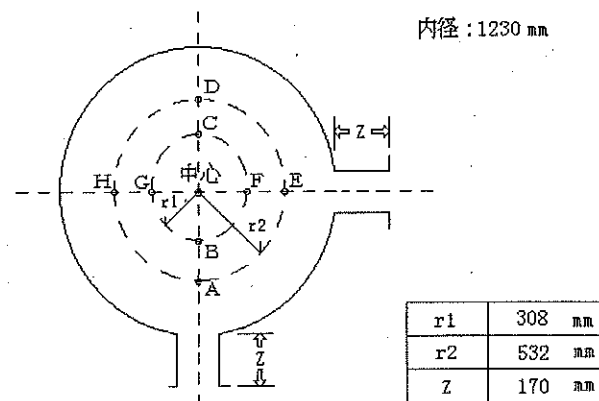 内径:1230 mm
D
C
Z
H
G
中心
F
E
r1
r2
B
A
Z
r1 308 mm
r2 532 mm
Z 170 mm